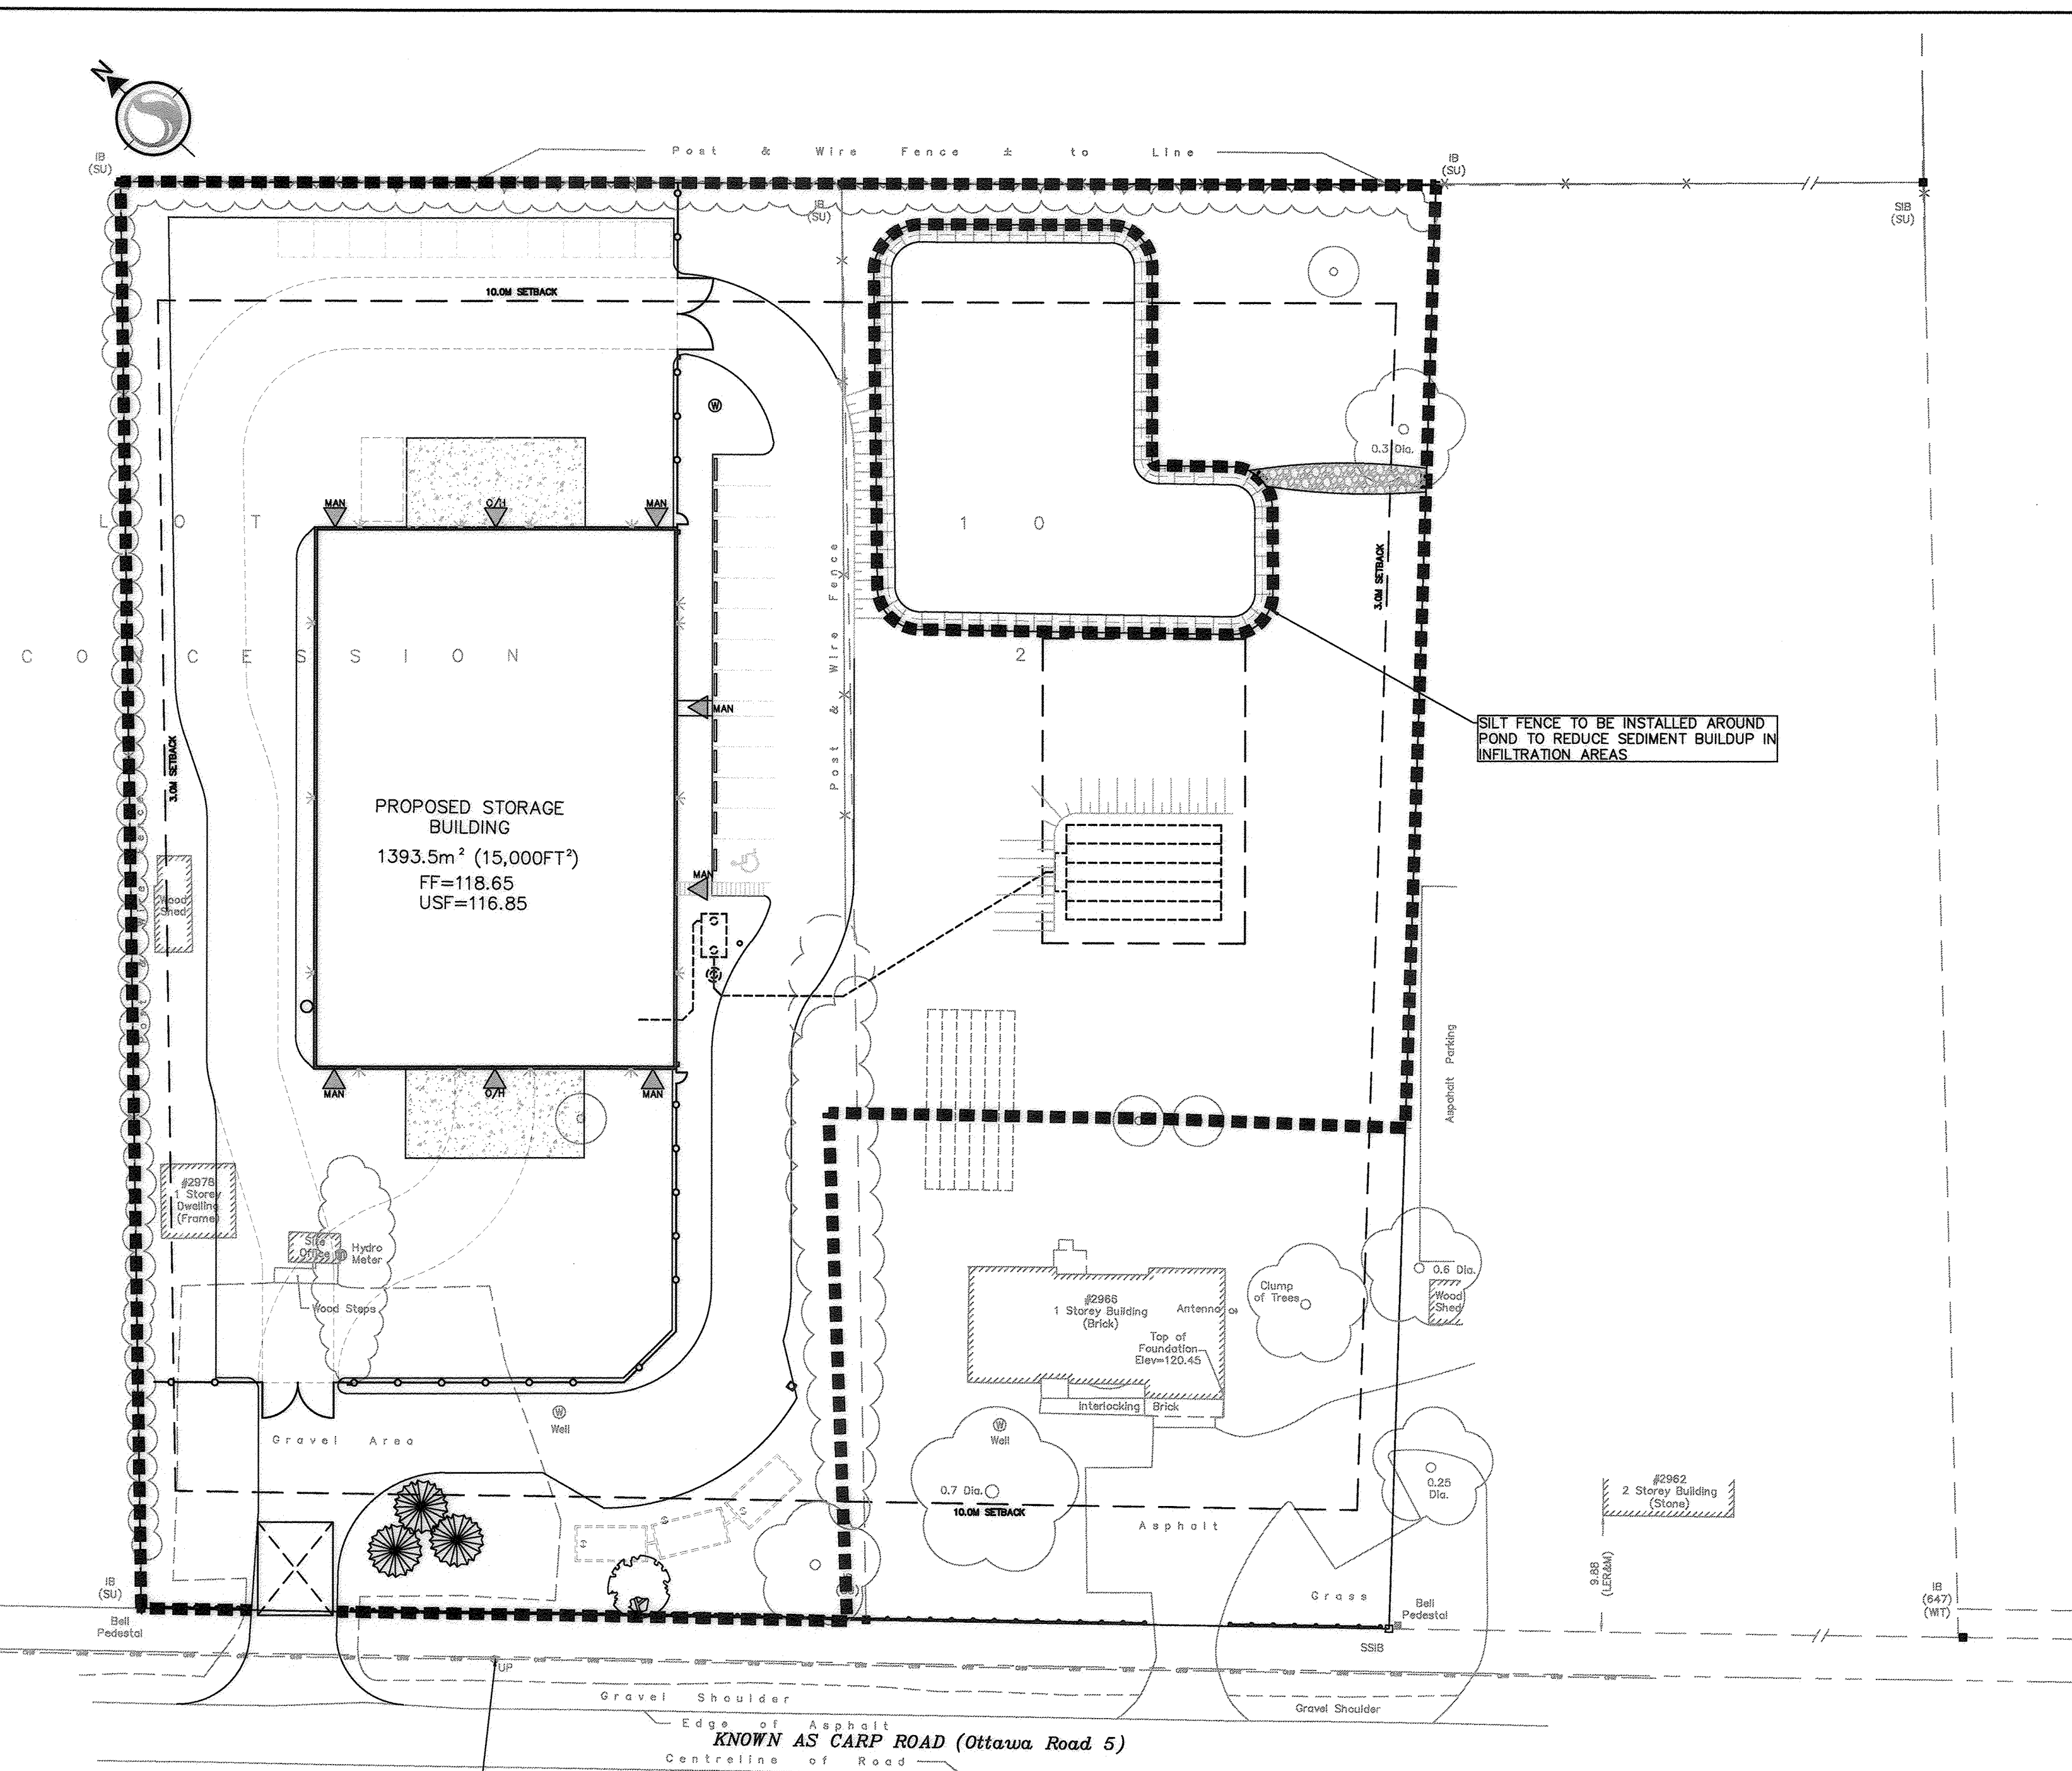 N
Post & Wire Fence ± to Line
IB
(SU)
IB
(SU)
IB
(SU)
SIB
(SU)
10.0M SETBACK
W
0.3 Dia.
MAN
O/H
MAN
LOT
10
3.0M SETBACK
Post & Wire Fence
CONCESSION
2
MAN
SILT FENCE TO BE INSTALLED AROUND
POND TO REDUCE SEDIMENT BUILDUP IN
INFILTRATION AREAS
3.0M SETBACK
PROPOSED STORAGE
BUILDING
1393.5m² (15,000FT²)
FF=118.65
USF=116.85
MAN
Wood
Shed
Aspahalt Parking
MAN
O/H
MAN
#2978
1 Storey
Dwelling
(Frame)
Site
Office
Hydro
Meter
Wood Steps
#2966
1 Storey Building
(Brick)
Antenna
Top of
Foundation
Elev=120.45
Clump
of Trees
0.6 Dia.
Wood
Shed
Interlocking Brick
W
Well
Gravel Area
W
Well
0.7 Dia.
10.0M SETBACK
Asphalt
0.25
Dia.
#2962
2 Storey Building
(Stone)
9.88
(LER&M)
Grass
IB
(SU)
Bell
Pedestal
Bell
Pedestal
SSIB
IB
(647)
(WIT)
UP
Gravel Shoulder
Gravel Shoulder
Edge of Asphalt
KNOWN AS CARP ROAD (Ottawa Road 5)
Centreline of Road